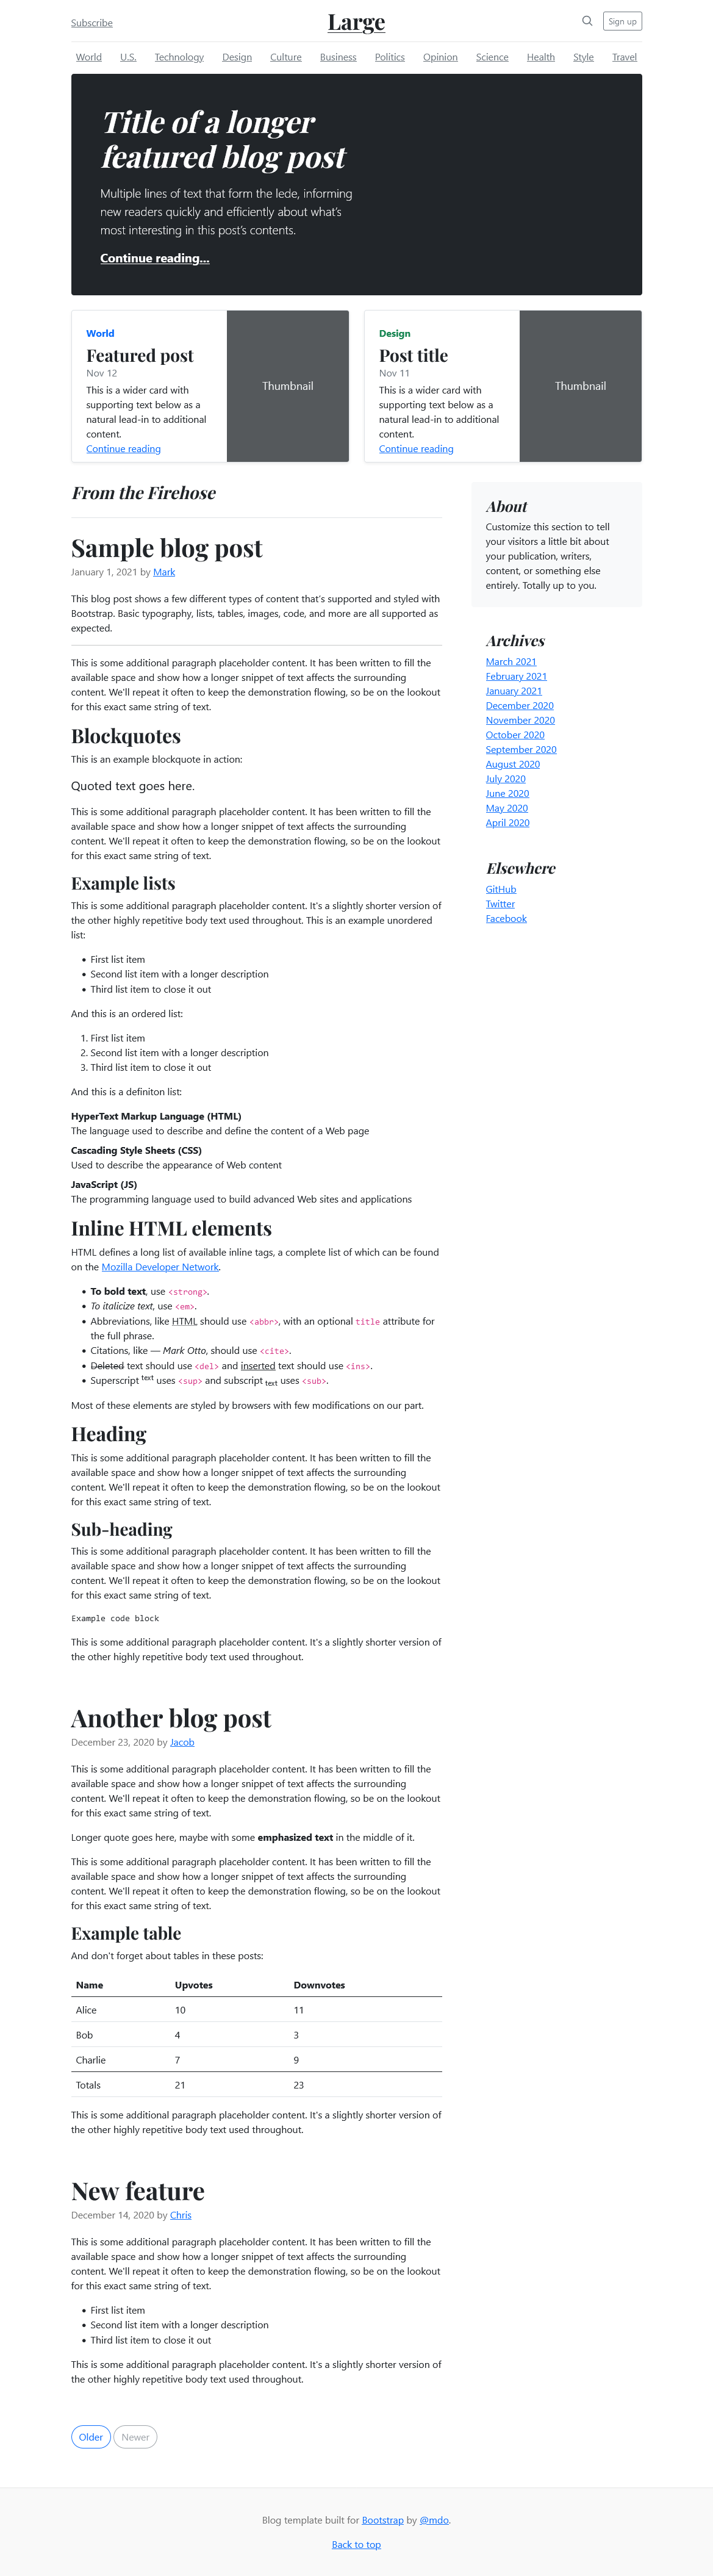 Subscribe
Large
Sign up
World U.S. Technology Design Culture Business Politics Opinion Science Health Style Travel
Title of a longer
featured blog post
Multiple lines of text that form the lede, informing
new readers quickly and efficiently about what's
most interesting in this post's contents.
Continue reading...
World
Featured post
Nov 12
This is a wider card with
supporting text below as a
natural lead-in to additional
content.
Continue reading
Thumbnail
Design
Post title
Nov 11
This is a wider card with
supporting text below as a
natural lead-in to additional
content.
Continue reading
Thumbnail
From the Firehose
Sample blog post
January 1, 2021 by Mark
This blog post shows a few different types of content that's supported and styled with
Bootstrap. Basic typography, lists, tables, images, code, and more are all supported as
expected.
This is some additional paragraph placeholder content. It has been written to fill the
available space and show how a longer snippet of text affects the surrounding
content. We'll repeat it often to keep the demonstration flowing, so be on the lookout
for this exact same string of text.
Blockquotes
This is an example blockquote in action:
Quoted text goes here.
This is some additional paragraph placeholder content. It has been written to fill the
available space and show how a longer snippet of text affects the surrounding
content. We'll repeat it often to keep the demonstration flowing, so be on the lookout
for this exact same string of text.
Example lists
This is some additional paragraph placeholder content. It's a slightly shorter version of
the other highly repetitive body text used throughout. This is an example unordered
list:
• First list item
• Second list item with a longer description
• Third list item to close it out
And this is an ordered list:
1. First list item
2. Second list item with a longer description
3. Third list item to close it out
And this is a definiton list:
HyperText Markup Language (HTML)
The language used to describe and define the content of a Web page
Cascading Style Sheets (CSS)
Used to describe the appearance of Web content
JavaScript (JS)
The programming language used to build advanced Web sites and applications
Inline HTML elements
HTML defines a long list of available inline tags, a complete list of which can be found
on the Mozilla Developer Network.
• To bold text, use <strong>.
• To italicize text, use <em>.
• Abbreviations, like HTML should use <abbr>, with an optional title attribute for
the full phrase.
• Citations, like — Mark Otto, should use <cite>.
• Deleted text should use <del> and inserted text should use <ins>.
• Superscript text uses <sup> and subscript text uses <sub>.
Most of these elements are styled by browsers with few modifications on our part.
Heading
This is some additional paragraph placeholder content. It has been written to fill the
available space and show how a longer snippet of text affects the surrounding
content. We'll repeat it often to keep the demonstration flowing, so be on the lookout
for this exact same string of text.
Sub-heading
This is some additional paragraph placeholder content. It has been written to fill the
available space and show how a longer snippet of text affects the surrounding
content. We'll repeat it often to keep the demonstration flowing, so be on the lookout
for this exact same string of text.
Example code block
This is some additional paragraph placeholder content. It's a slightly shorter version of
the other highly repetitive body text used throughout.
Another blog post
December 23, 2020 by Jacob
This is some additional paragraph placeholder content. It has been written to fill the
available space and show how a longer snippet of text affects the surrounding
content. We'll repeat it often to keep the demonstration flowing, so be on the lookout
for this exact same string of text.
Longer quote goes here, maybe with some emphasized text in the middle of it.
This is some additional paragraph placeholder content. It has been written to fill the
available space and show how a longer snippet of text affects the surrounding
content. We'll repeat it often to keep the demonstration flowing, so be on the lookout
for this exact same string of text.
Example table
And don't forget about tables in these posts:
Name Upvotes Downvotes
Alice 10 11
Bob 4 3
Charlie 7 9
Totals 21 23
This is some additional paragraph placeholder content. It's a slightly shorter version of
the other highly repetitive body text used throughout.
New feature
December 14, 2020 by Chris
This is some additional paragraph placeholder content. It has been written to fill the
available space and show how a longer snippet of text affects the surrounding
content. We'll repeat it often to keep the demonstration flowing, so be on the lookout
for this exact same string of text.
• First list item
• Second list item with a longer description
• Third list item to close it out
This is some additional paragraph placeholder content. It's a slightly shorter version of
the other highly repetitive body text used throughout.
Older Newer
About
Customize this section to tell
your visitors a little bit about
your publication, writers,
content, or something else
entirely. Totally up to you.
Archives
March 2021
February 2021
January 2021
December 2020
November 2020
October 2020
September 2020
August 2020
July 2020
June 2020
May 2020
April 2020
Elsewhere
GitHub
Twitter
Facebook
Blog template built for Bootstrap by @mdo.
Back to top